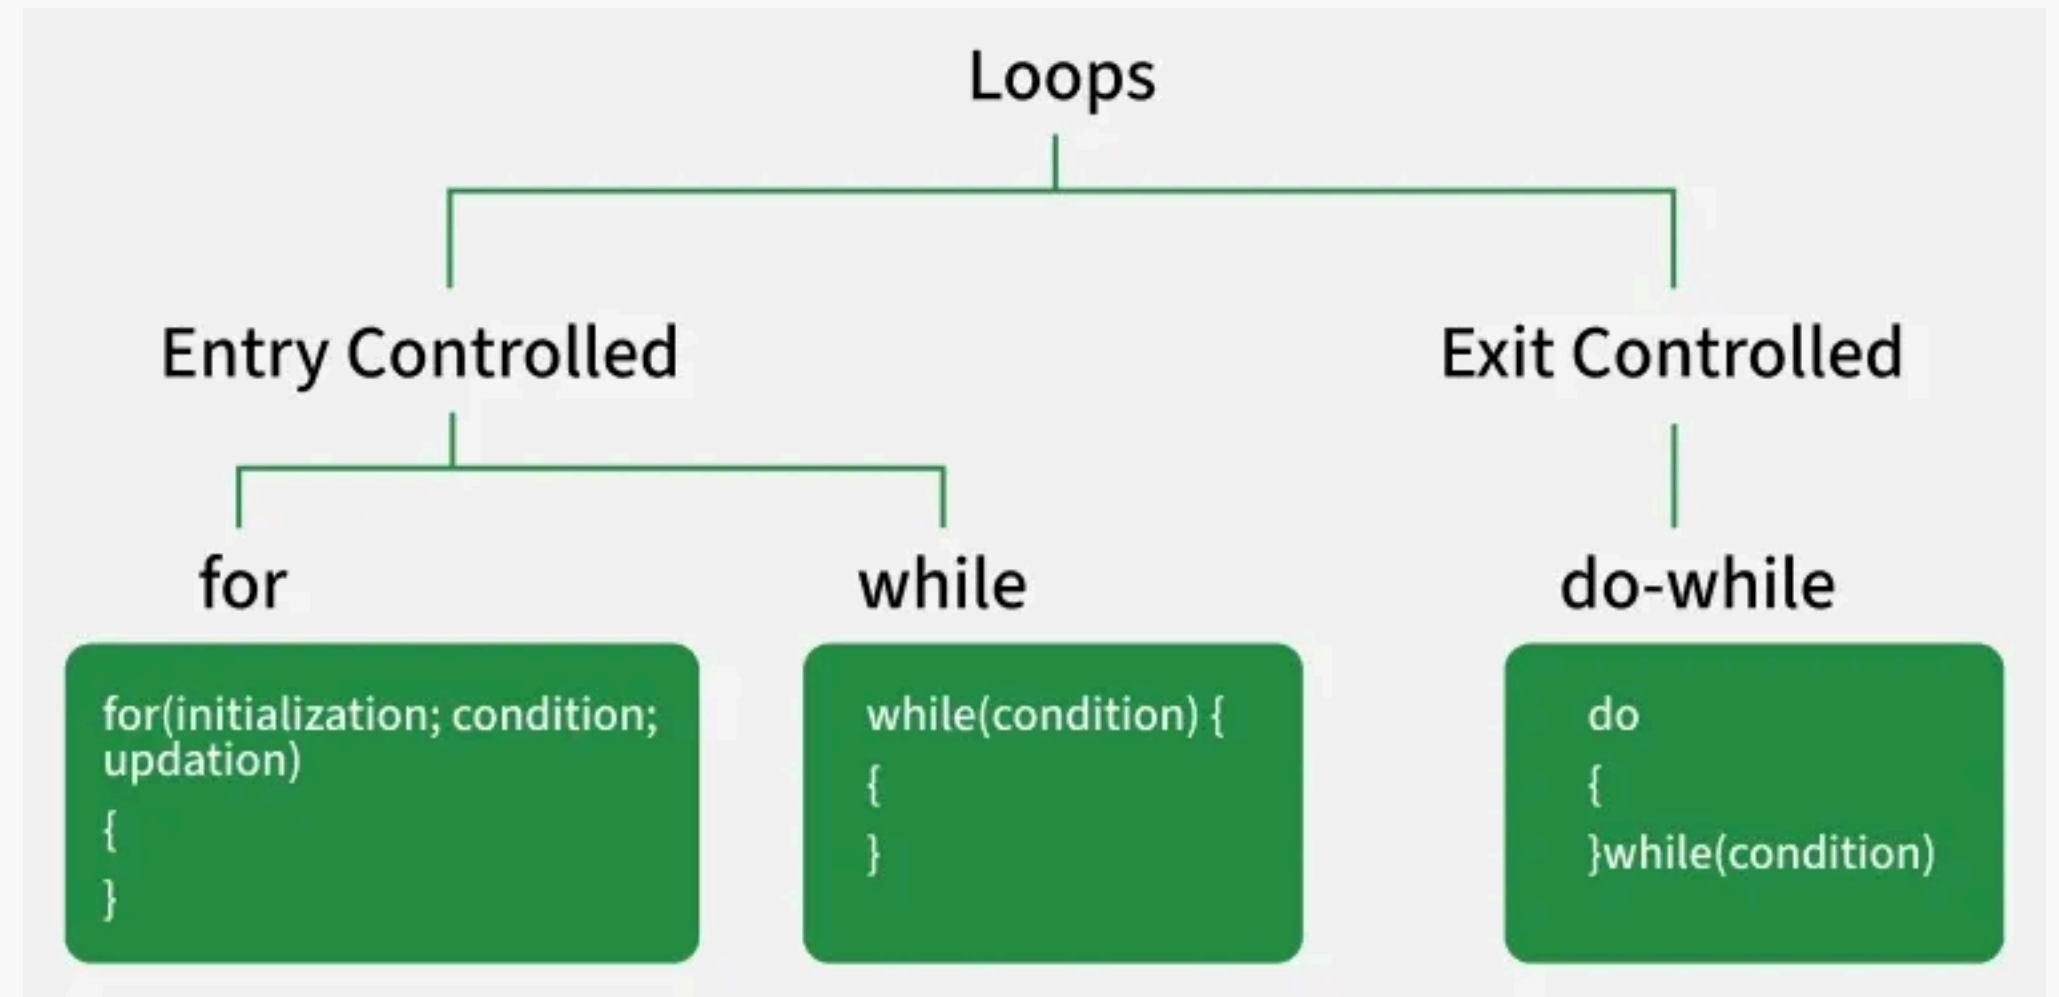 Loops
Entry Controlled
Exit Controlled
for
while
do-while
for(initialization; condition;
updation)
{
}
while(condition) {
{
}
do
{
}while(condition)